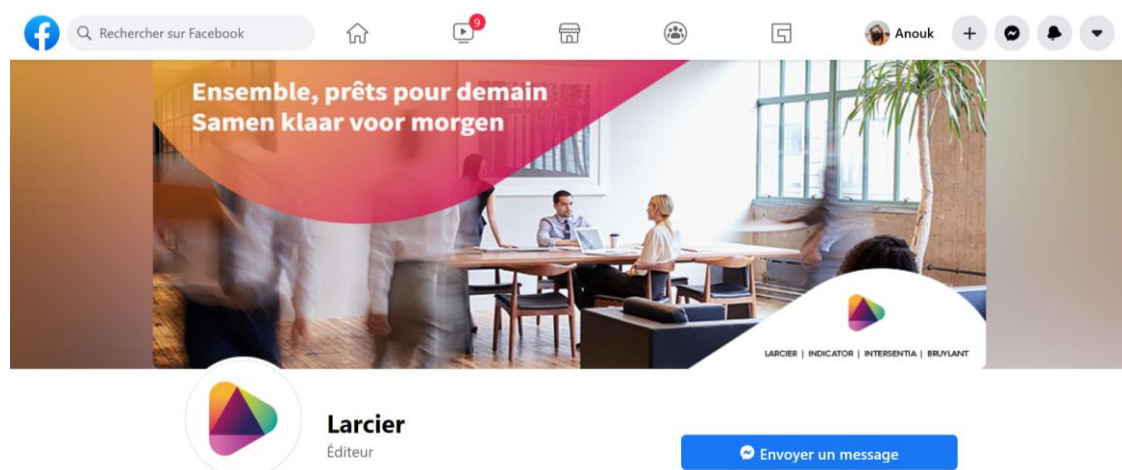 Rechercher sur Facebook
9
Anouk
Ensemble, prêts pour demain
Samen klaar voor morgen
LARCIER | INDICATOR | INTERSENTIA | BRUYLANT
Larcier
Éditeur
Envoyer un message